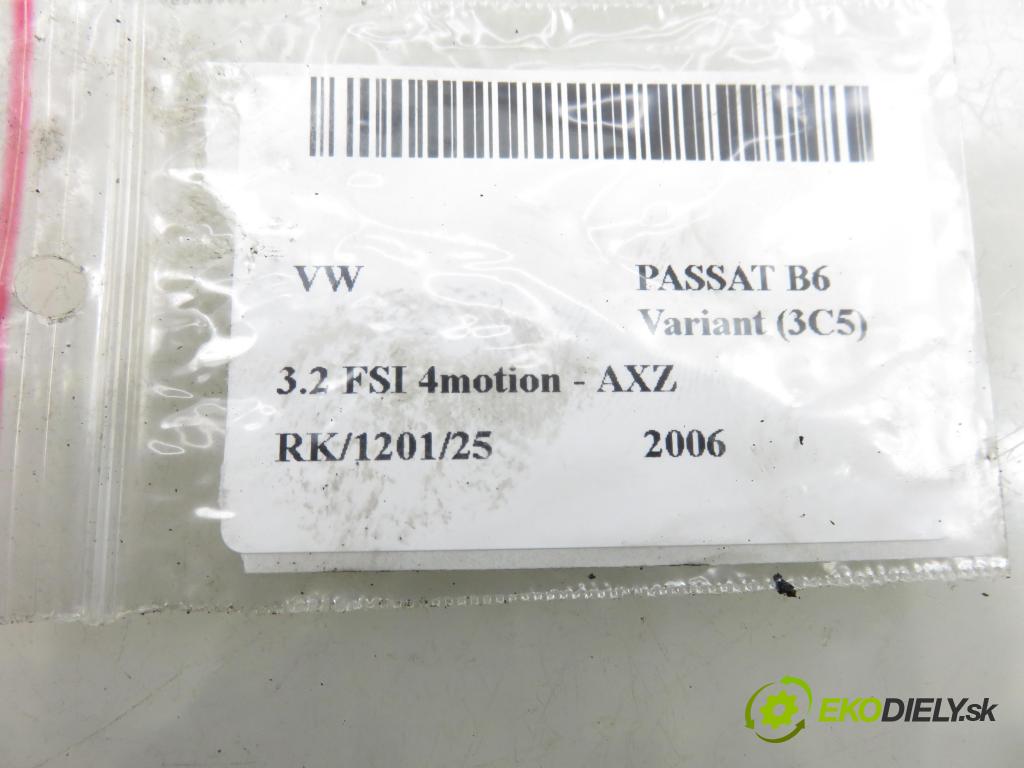 VW PASSAT B6
Variant (3C5)
3.2 FSI 4motion - AXZ
RK/1201/25 2006
EKODIELY.sk